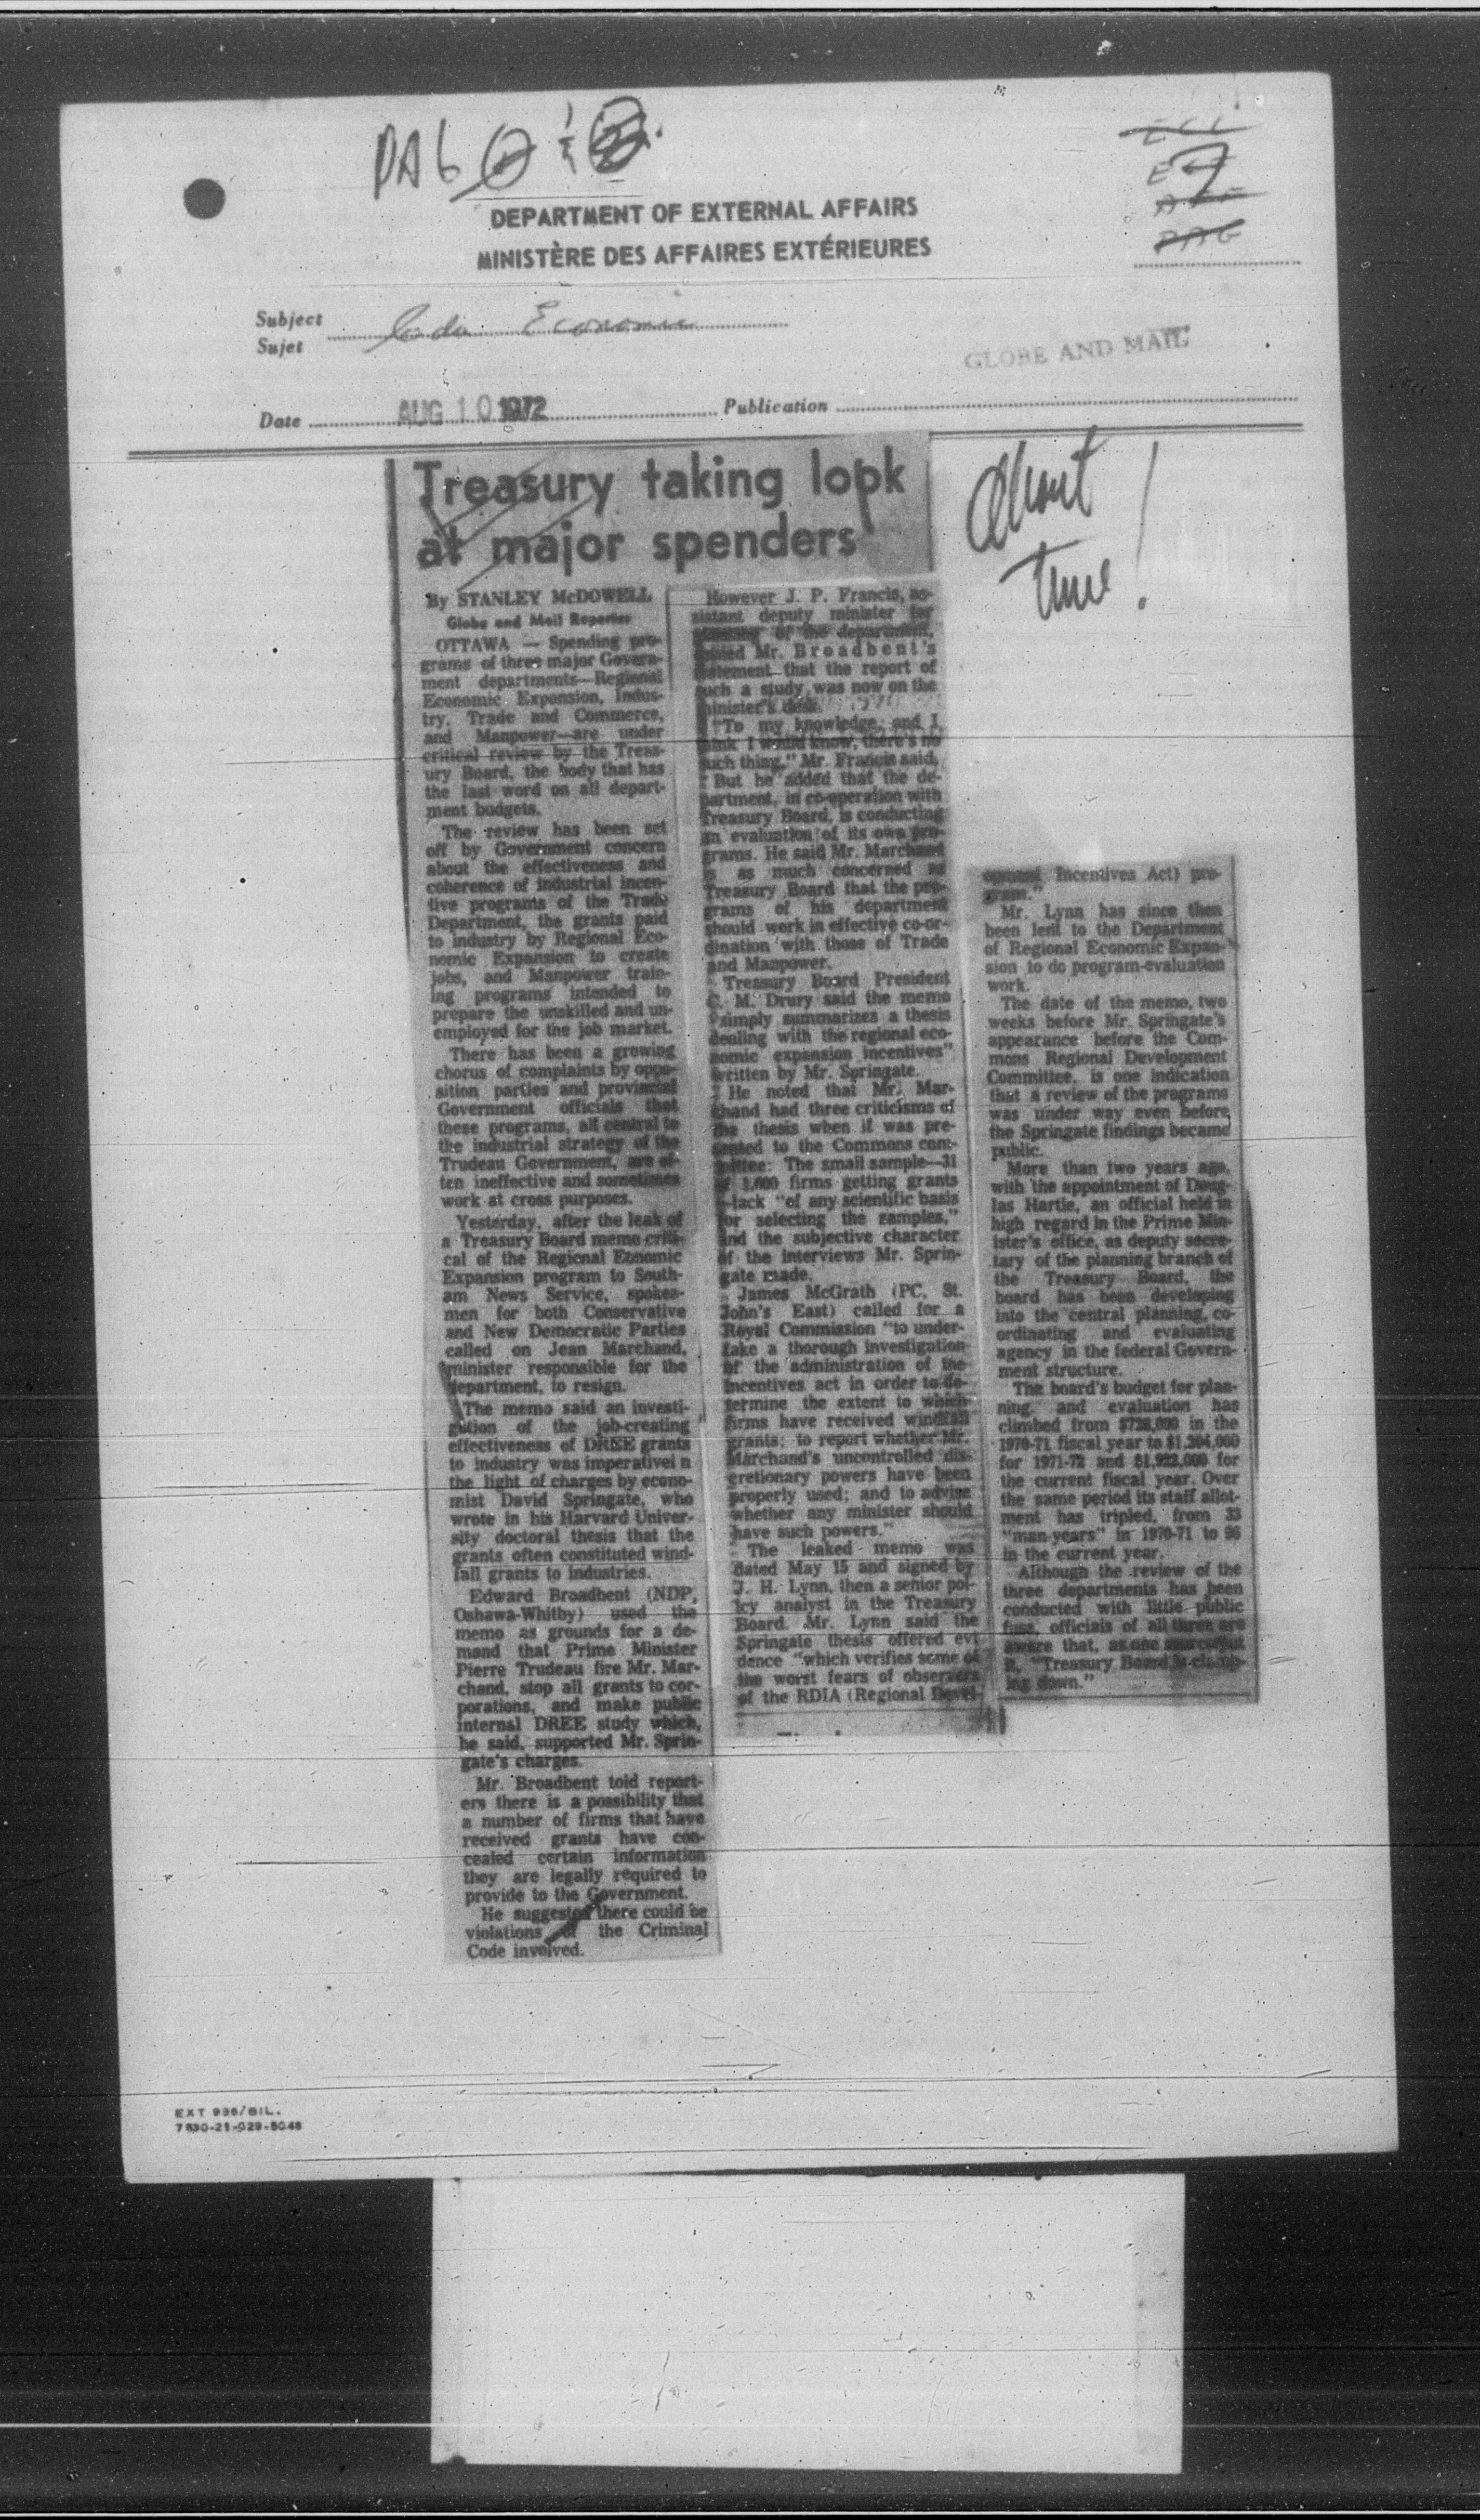 PAG
DEPARTMENT OF EXTERNAL AFFAIRS
MINISTÈRE DES AFFAIRES EXTÉRIEURES
PAG
Subject
Sujet
Economic
GLOBE AND MAIL
Date
AUG 10 1972
Publication
About
time!
Treasury taking look
at major spenders
By STANLEY McDOWELL
Globe and Mail Reporter
OTTAWA — Spending pro-
grams of three major Govern-
ment departments—Regional
Economic Expansion, Indus-
try, Trade and Commerce,
and Manpower—are under
critical review by the Treas-
ury Board, the body that has
the last word on all depart-
ment budgets.
The review has been set
off by Government concern
about the effectiveness and
coherence of industrial incen-
tive programs of the Trade
Department, the grants paid
to industry by Regional Eco-
nomic Expansion to create
jobs, and Manpower train-
ing programs intended to
prepare the unskilled and un-
employed for the job market.
There has been a growing
chorus of complaints by oppo-
sition parties and provincial
Government officials that
these programs, all central to
the industrial strategy of the
Trudeau Government, are of-
ten ineffective and sometimes
work at cross purposes.
Yesterday, after the leak of
a Treasury Board memo criti-
cal of the Regional Economic
Expansion program to South-
am News Service, spokes-
men for both Conservative
and New Democratic Parties
called on Jean Marchand,
minister responsible for the
department, to resign.
The memo said an investi-
gation of the job-creating
effectiveness of DREE grants
to industry was imperativei n
the light of charges by econo-
mist David Springate, who
wrote in his Harvard Univer-
sity doctoral thesis that the
grants often constituted wind-
fall grants to industries.
Edward Broadbent (NDP,
Oshawa-Whitby) used the
memo as grounds for a de-
mand that Prime Minister
Pierre Trudeau fire Mr. Mar-
chand, stop all grants to cor-
porations, and make public
internal DREE study which,
he said, supported Mr. Sprin-
gate's charges.
Mr. Broadbent told report-
ers there is a possibility that
a number of firms that have
received grants have con-
cealed certain information
they are legally required to
provide to the Government.
He suggested there could be
violations of the Criminal
Code involved.
However J. P. Francis, as-
sistant deputy minister for
planning of the department,
denied Mr. Broadbent's
statement that the report of
such a study was now on the
minister's desk.
"To my knowledge, and I
think I would know, there's no
such thing," Mr. Francis said.
But he added that the de-
partment, in co-operation with
Treasury Board, is conducting
an evaluation of its own pro-
grams. He said Mr. Marchand
is as much concerned as
Treasury Board that the pro-
grams of his department
should work in effective co-or-
dination with those of Trade
and Manpower.
Treasury Board President
C. M. Drury said the memo
"simply summarizes a thesis
dealing with the regional eco-
nomic expansion incentives"
written by Mr. Springate.
He noted that Mr. Mar-
chand had three criticisms of
the thesis when it was pre-
sented to the Commons com-
mittee: The small sample—31
of 1,600 firms getting grants
—lack "of any scientific basis
for selecting the samples,"
and the subjective character
of the interviews Mr. Sprin-
gate made.
James McGrath (PC, St.
John's East) called for a
Royal Commission "to under-
take a thorough investigation
of the administration of the
incentives act in order to de-
termine the extent to which
firms have received windfall
grants; to report whether Mr.
Marchand's uncontrolled dis-
cretionary powers have been
properly used; and to advise
whether any minister should
have such powers."
The leaked memo was
dated May 15 and signed by
J. H. Lynn, then a senior pol-
icy analyst in the Treasury
Board. Mr. Lynn said the
Springate thesis offered evi
dence "which verifies some of
the worst fears of observers
of the RDIA (Regional Devel-
opment Incentives Act) pro-
gram."
Mr. Lynn has since then
been lent to the Department
of Regional Economic Expan-
sion to do program-evaluation
work.
The date of the memo, two
weeks before Mr. Springate's
appearance before the Com-
mons Regional Development
Committee, is one indication
that a review of the programs
was under way even before
the Springate findings became
public.
More than two years ago,
with the appointment of Doug-
las Hartle, an official held in
high regard in the Prime Min-
ister's office, as deputy secre-
tary of the planning branch of
the Treasury Board, the
board has been developing
into the central planning, co-
ordinating and evaluating
agency in the federal Govern-
ment structure.
The board's budget for plan-
ning and evaluation has
climbed from $728,000 in the
1970-71 fiscal year to $1,304,000
for 1971-72 and $1,922,000 for
the current fiscal year. Over
the same period its staff allot-
ment has tripled, from 33
"man-years" in 1970-71 to 96
in the current year.
Although the review of the
three departments has been
conducted with little public
fuss, officials of all three are
aware that, as one source put
it, "Treasury Board is clamp-
ing down."
EXT 936/BIL.
7530-21-029-5048